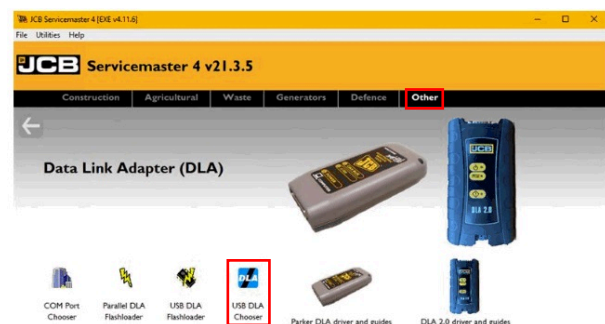 JCB Servicemaster 4 [EXE v4.11.6]
File Utilities Help
JCB Servicemaster 4 v21.3.5
Construction Agricultural Waste Generators Defence Other
Data Link Adapter (DLA)
JCB
DLA 2.0
DLA
COM Port
Chooser
Parallel DLA
Flashloader
USB DLA
Flashloader
USB DLA
Chooser
Parker DLA driver and guides
DLA 2.0 driver and guides